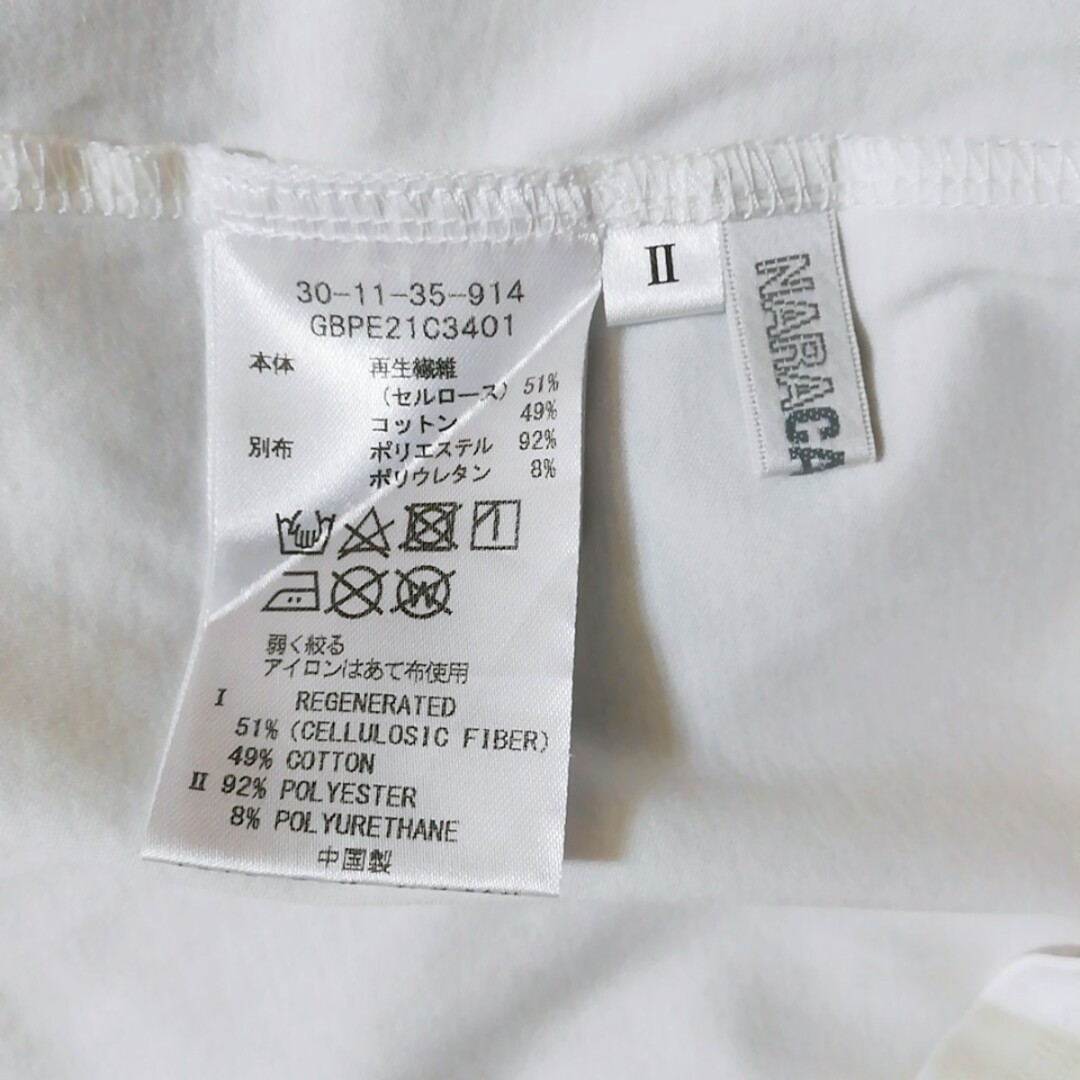 30-11-35-914
GBPE21C3401
本体 再生繊維
(セルロース) 51%
コットン 49%
別布 ポリエステル 92%
ポリウレタン 8%
弱く絞る
アイロンはあて布使用
I REGENERATED
51% (CELLULOSIC FIBER)
49% COTTON
II 92% POLYESTER
8% POLYURETHANE
中国製
II
NARACA